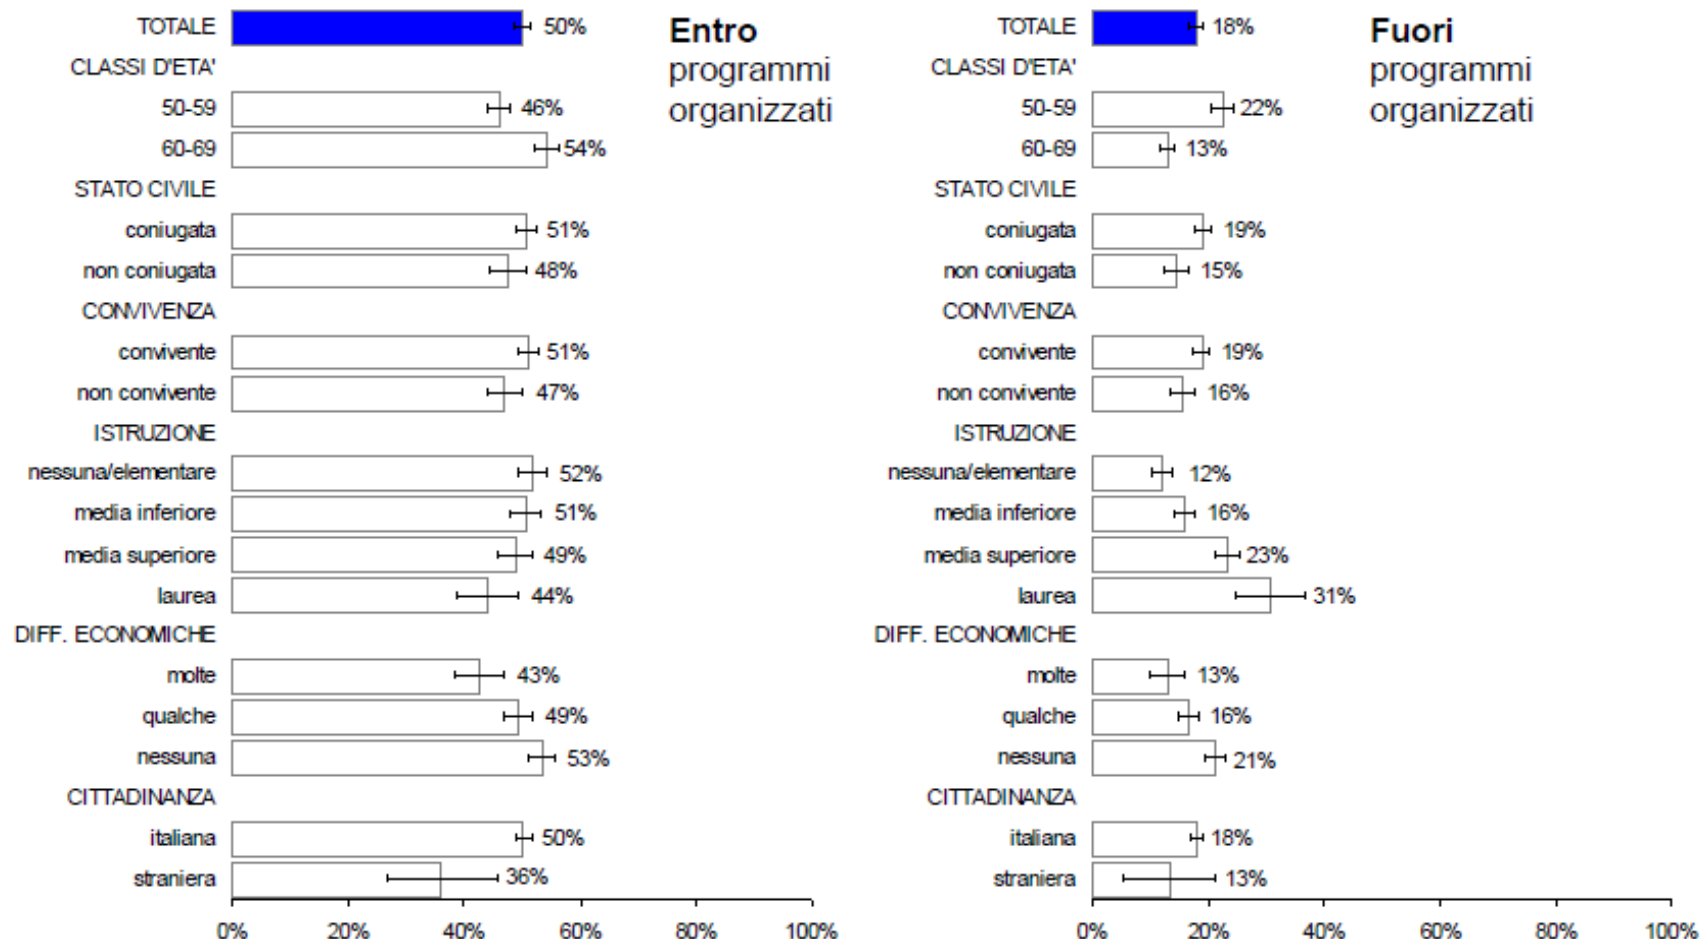 TOTALE 50%
Entro
programmi
organizzati
CLASSI D'ETA'
50-59 46%
60-69 54%
STATO CIVILE
coniugata 51%
non coniugata 48%
CONVIVENZA
convivente 51%
non convivente 47%
ISTRUZIONE
nessuna/elementare 52%
media inferiore 51%
media superiore 49%
laurea 44%
DIFF. ECONOMICHE
molte 43%
qualche 49%
nessuna 53%
CITTADINANZA
italiana 50%
straniera 36%
0% 20% 40% 60% 80% 100%
TOTALE 18%
Fuori
programmi
organizzati
CLASSI D'ETA'
50-59 22%
60-69 13%
STATO CIVILE
coniugata 19%
non coniugata 15%
CONVIVENZA
convivente 19%
non convivente 16%
ISTRUZIONE
nessuna/elementare 12%
media inferiore 16%
media superiore 23%
laurea 31%
DIFF. ECONOMICHE
molte 13%
qualche 16%
nessuna 21%
CITTADINANZA
italiana 18%
straniera 13%
0% 20% 40% 60% 80% 100%